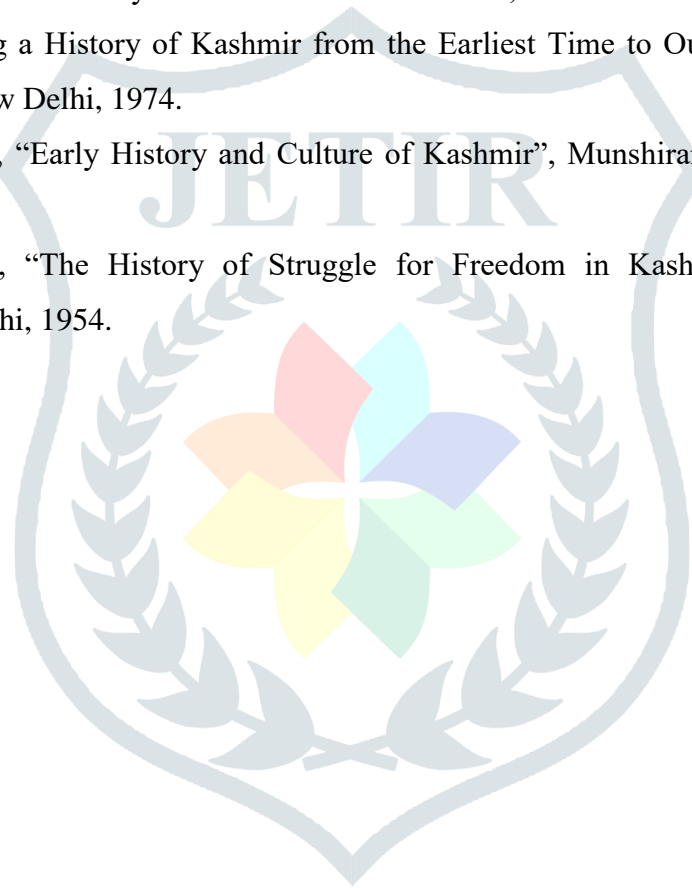 g a History of Kashmir from the Earliest Time to Ou
w Delhi, 1974.
, “Early History and Culture of Kashmir”, Munshira
JETIR
, “The History of Struggle for Freedom in Kash
hi, 1954.